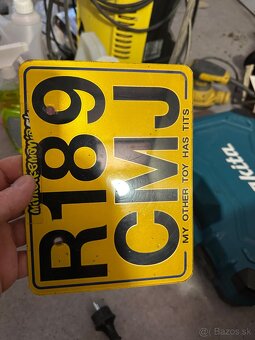 R189
CMJ
MY OTHER TOY HAS TITS
Makita
Bazos.sk